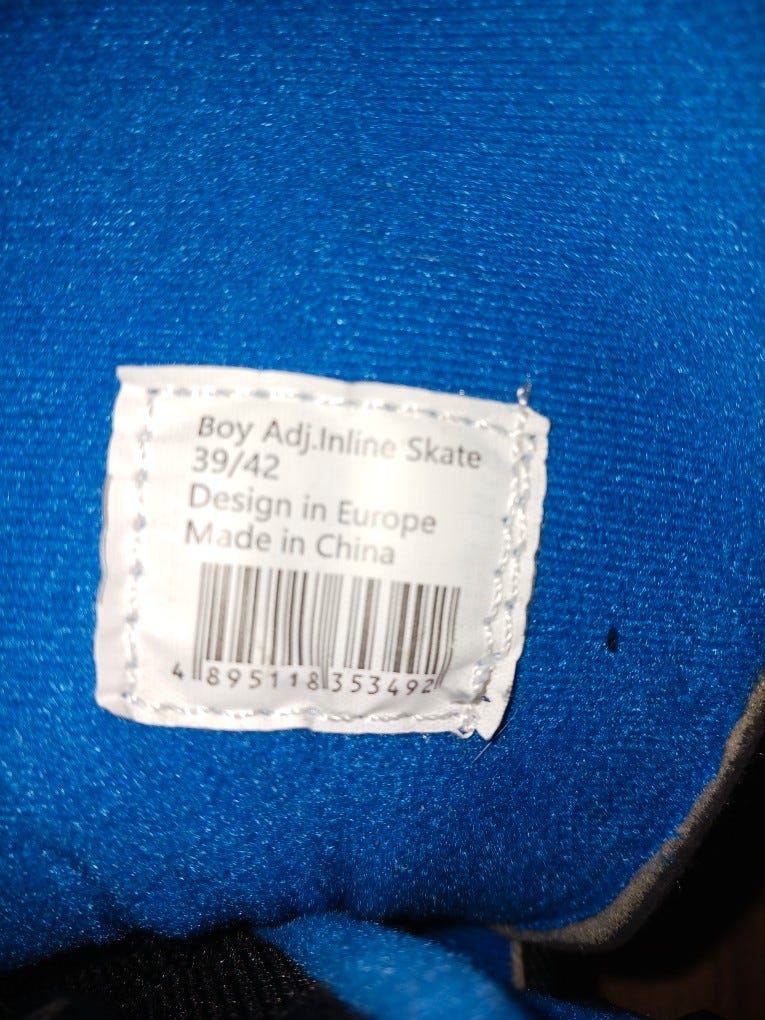 Boy Adj.Inline Skate
39/42
Design in Europe
Made in China
4 895118 353492